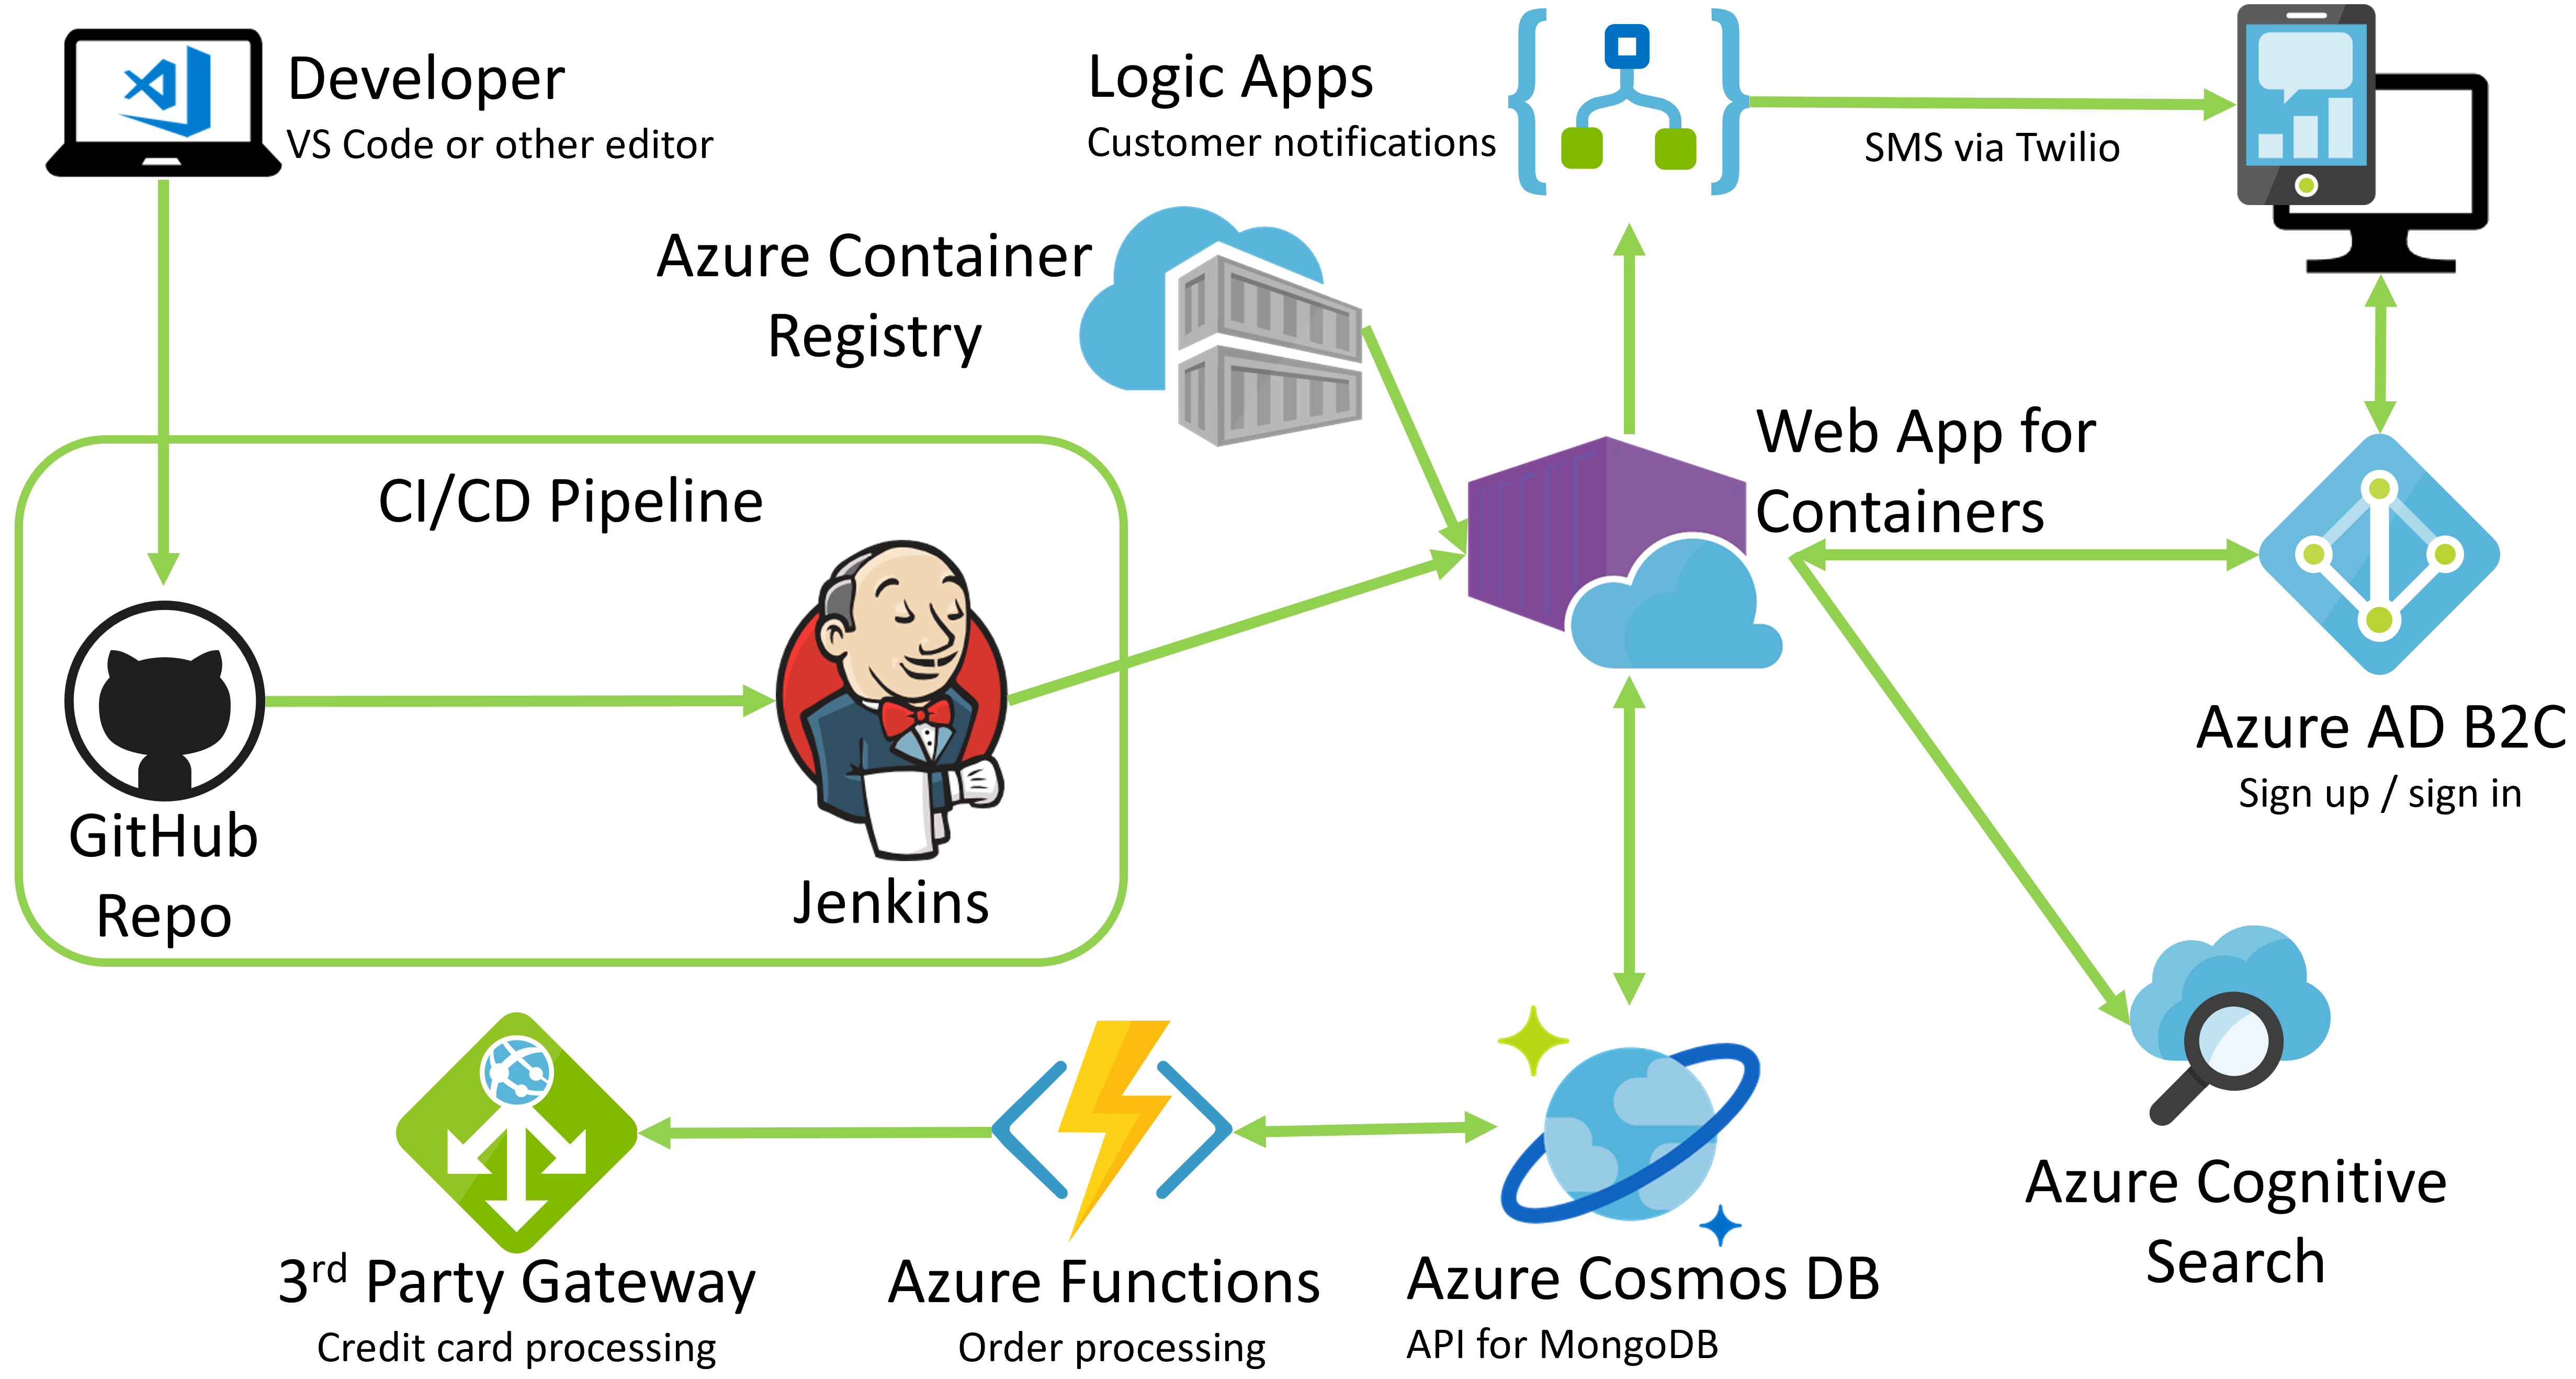 Developer
VS Code or other editor
Logic Apps
Customer notifications
SMS via Twilio
Azure Container
Registry
CI/CD Pipeline
Web App for
Containers
GitHub
Repo
Jenkins
Azure AD B2C
Sign up / sign in
3rd Party Gateway
Credit card processing
Azure Functions
Order processing
Azure Cosmos DB
API for MongoDB
Azure Cognitive
Search